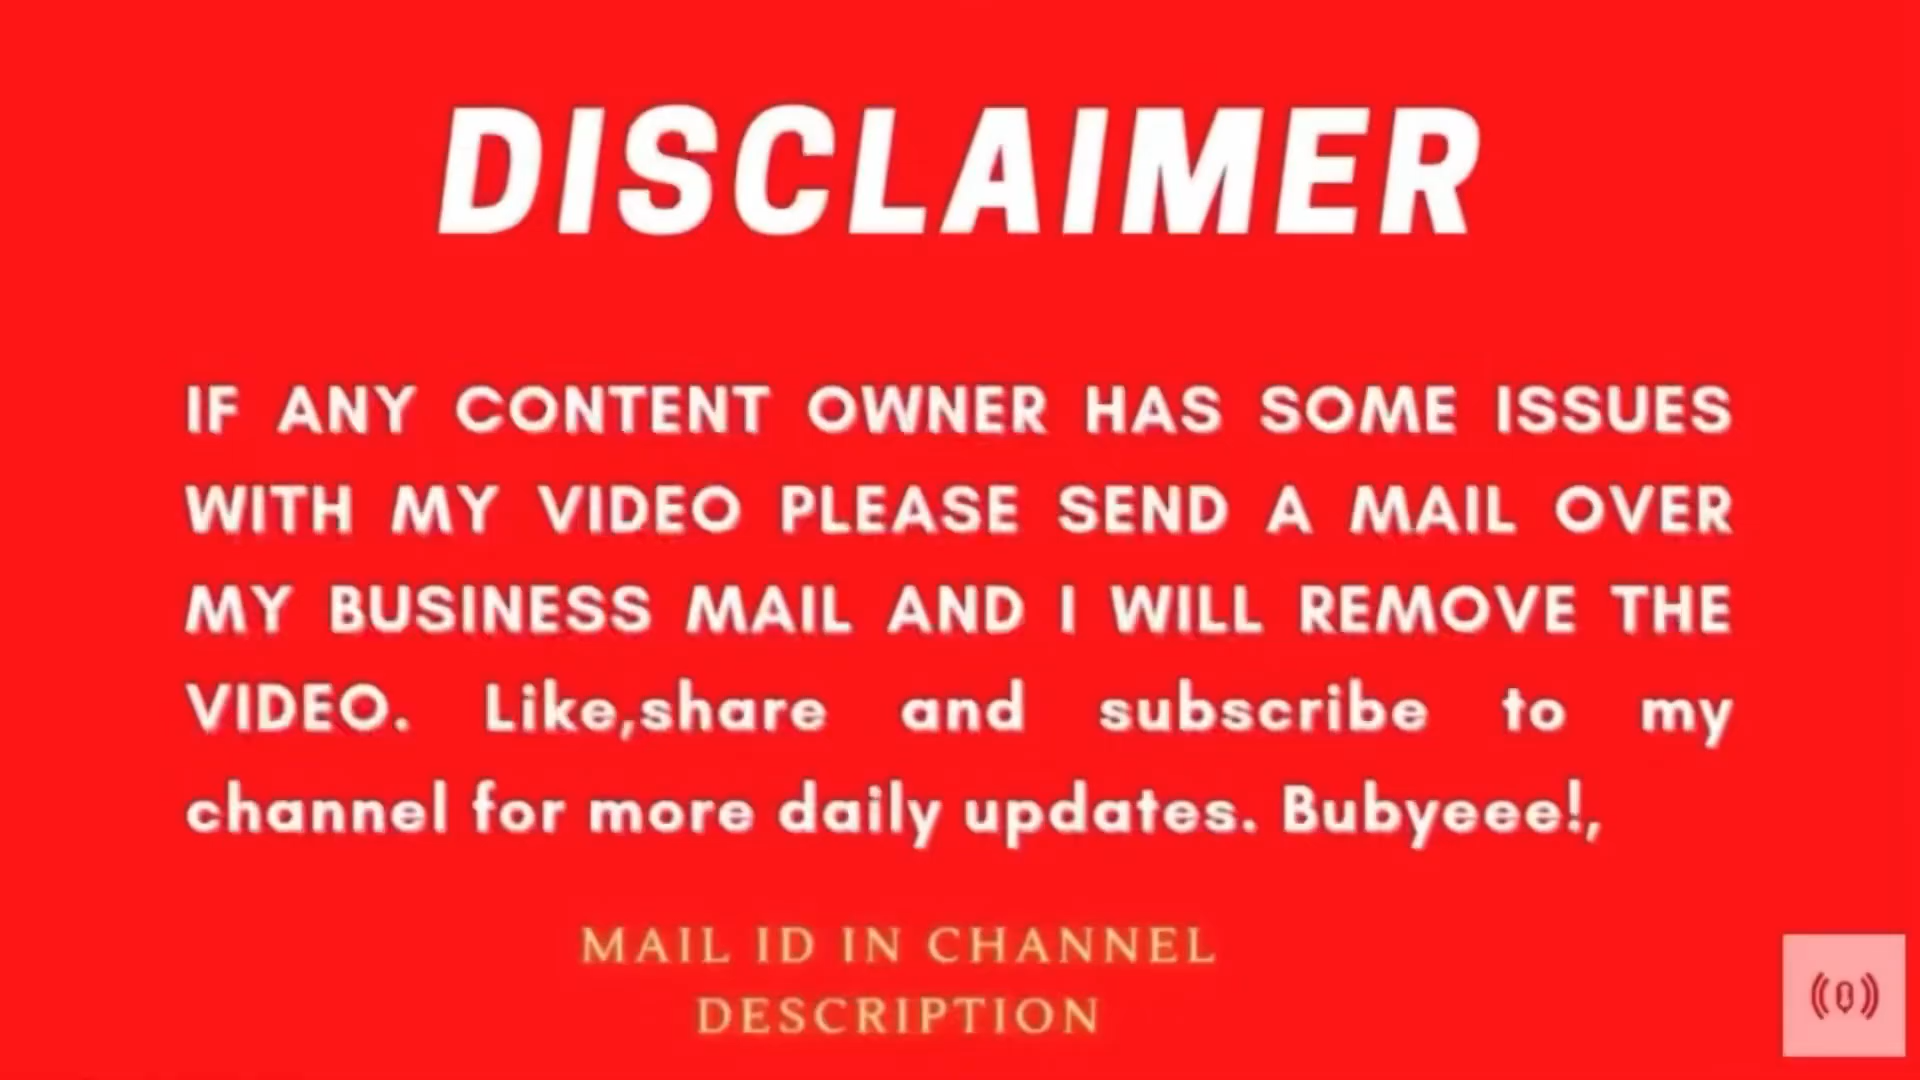 DISCLAIMER
IF ANY CONTENT OWNER HAS SOME ISSUES
WITH MY VIDEO PLEASE SEND A MAIL OVER
MY BUSINESS MAIL AND I WILL REMOVE THE
VIDEO. Like,share and subscribe to my
channel for more daily updates. Bubyeee!,
MAIL ID IN CHANNEL
DESCRIPTION